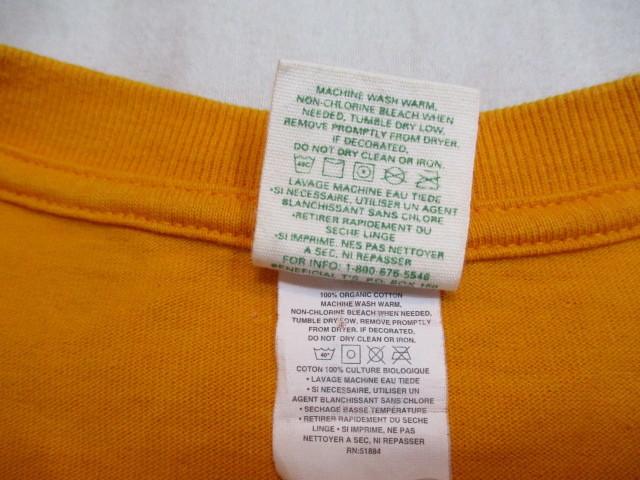 MACHINE WASH WARM,
NON-CHLORINE BLEACH WHEN
NEEDED, TUMBLE DRY LOW,
REMOVE PROMPTLY FROM DRYER.
IF DECORATED,
DO NOT DRY CLEAN OR IRON.
40C
LAVAGE MACHINE EAU TIEDE
•SI NECESSAIRE, UTILISER UN AGENT
BLANCHISSANT SANS CHLORE
•RETIRER RAPIDEMENT DU
SECHE LINGE •
•SI IMPRIME, NES PAS NETTOYER
A SEC, NI REPASSER
FOR INFO: 1-800-676-5546
BENEFICIAL T'S, P.O. BOX
100% ORGANIC COTTON
MACHINE WASH WARM,
NON-CHLORINE BLEACH WHEN NEEDED,
TUMBLE DRY LOW, REMOVE PROMPTLY
FROM DRYER. IF DECORATED,
DO NOT DRY CLEAN OR IRON.
40°
COTON 100% CULTURE BIOLOGIQUE
• LAVAGE MACHINE EAU TIEDE
• SI NECESSAIRE, UTILISER UN
AGENT BLANCHISSANT SANS CHLORE
• SECHAGE BASSE TEMPÉRATURE
• RETIRER RAPIDEMENT DU SECHE
LINGE • SI IMPRIME, NE PAS
NETTOYER A SEC, NI REPASSER
RN:51884